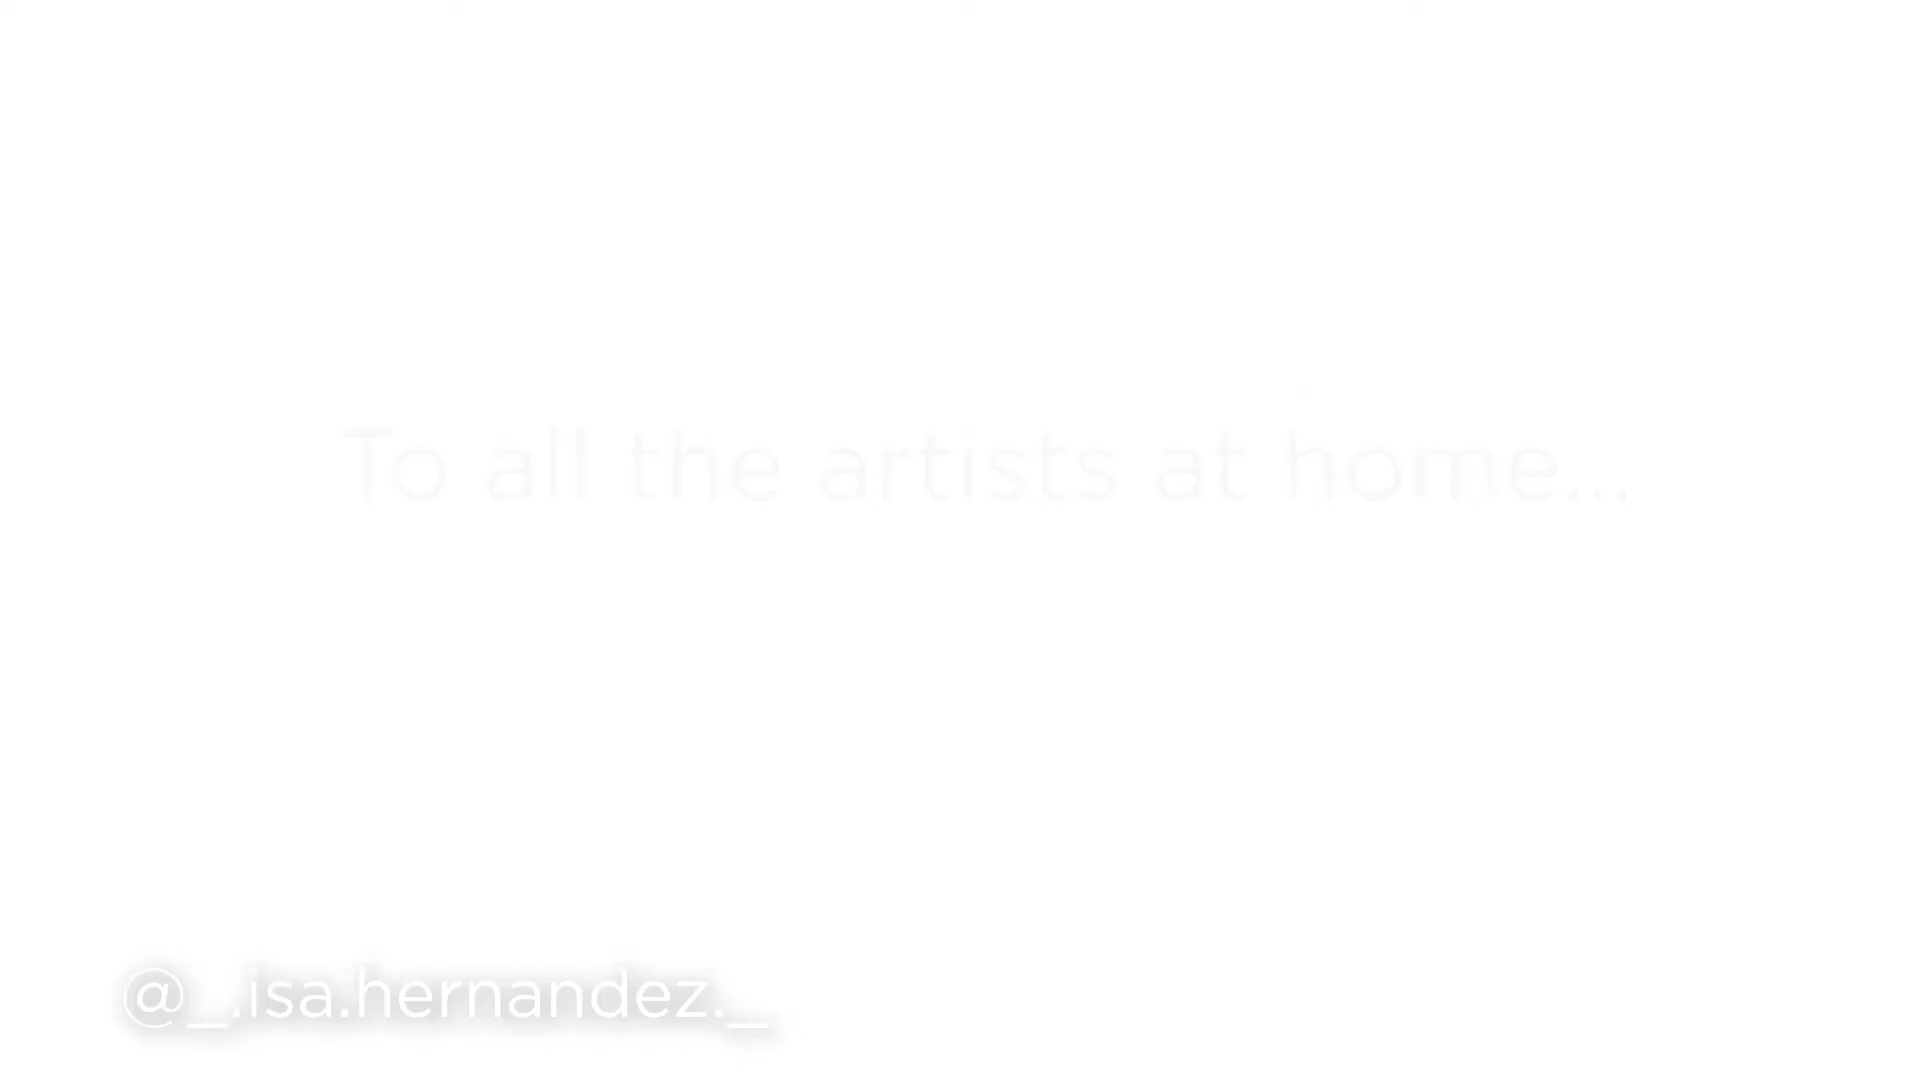 To all the artists at home...
@_.isa.hernandez._